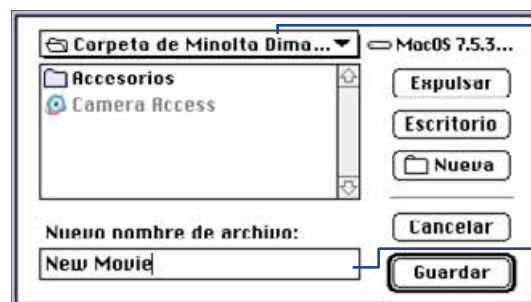 Carpeta de Minolta Dima...
MacOS 7.5.3...
Accesorios
Camera Access
Expulsar
Escritorio
Nueva
Nuevo nombre de archivo:
New Movie
Cancelar
Guardar